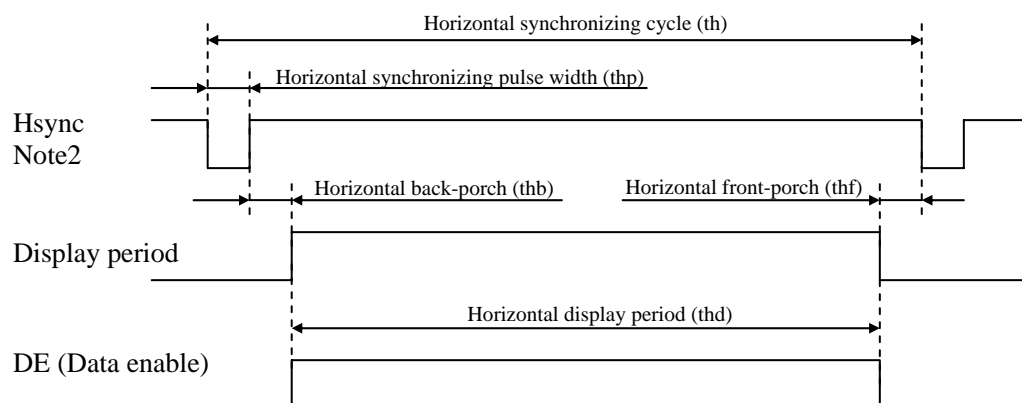 Horizontal synchronizing cycle (th)
Horizontal synchronizing pulse width (thp)
Hsync
Note2
Horizontal back-porch (thb)
Horizontal front-porch (thf)
Display period
Horizontal display period (thd)
DE (Data enable)